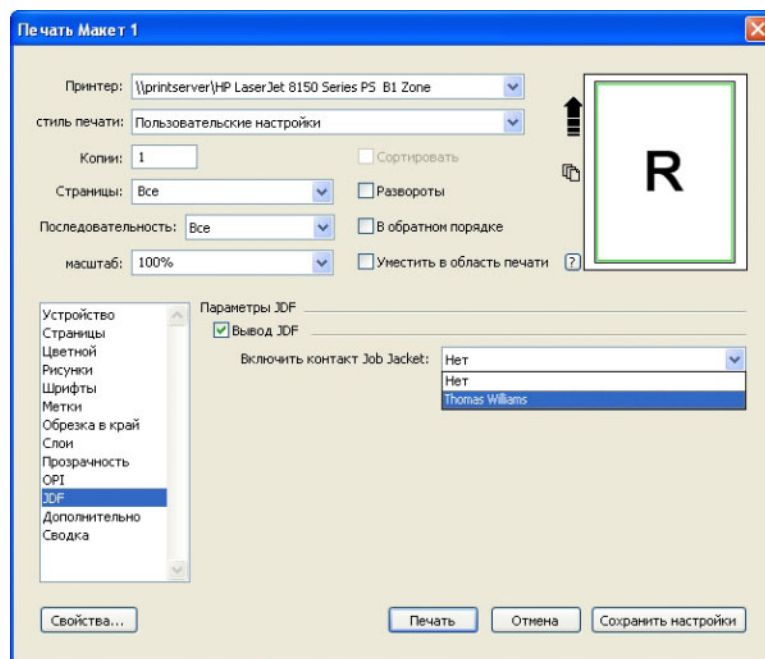 Печать Макет 1
Принтер: \\printserver\HP LaserJet 8150 Series PS B1 Zone
стиль печати: Пользовательские настройки
Копии: 1 Сортировать
Страницы: Все Развороты
Последовательность: Все В обратном порядке
масштаб: 100% Уместить в область печати ?
R
Устройство
Страницы
Цветной
Рисунки
Шрифты
Метки
Обрезка в край
Слои
Прозрачность
OPI
JDF
Дополнительно
Сводка
Параметры JDF
Вывод JDF
Включить контакт Job Jacket: Нет
Нет
Thomas Williams
Свойства... Печать Отмена Сохранить настройки